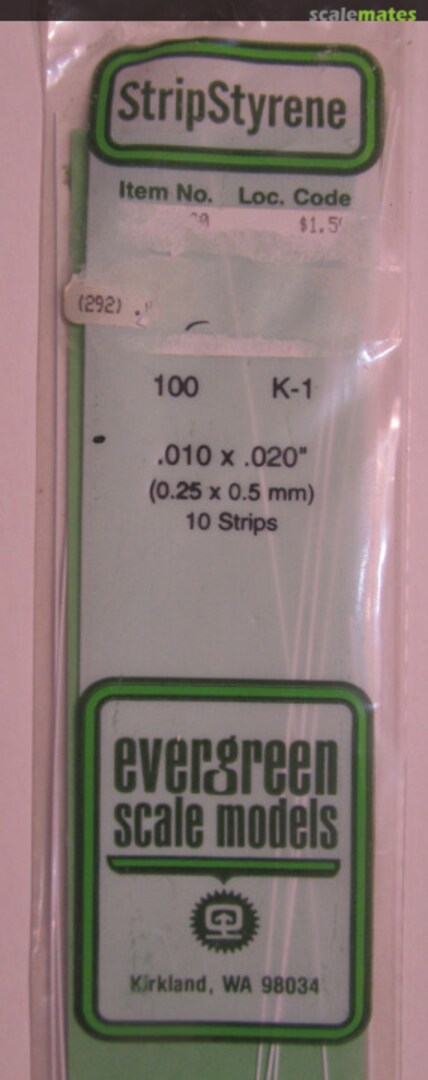 scalemates
StripStyrene
Item No. Loc. Code
(292)
100 K-1
.010 x .020"
(0.25 x 0.5 mm)
10 Strips
evergreen
scale models
Kirkland, WA 98034